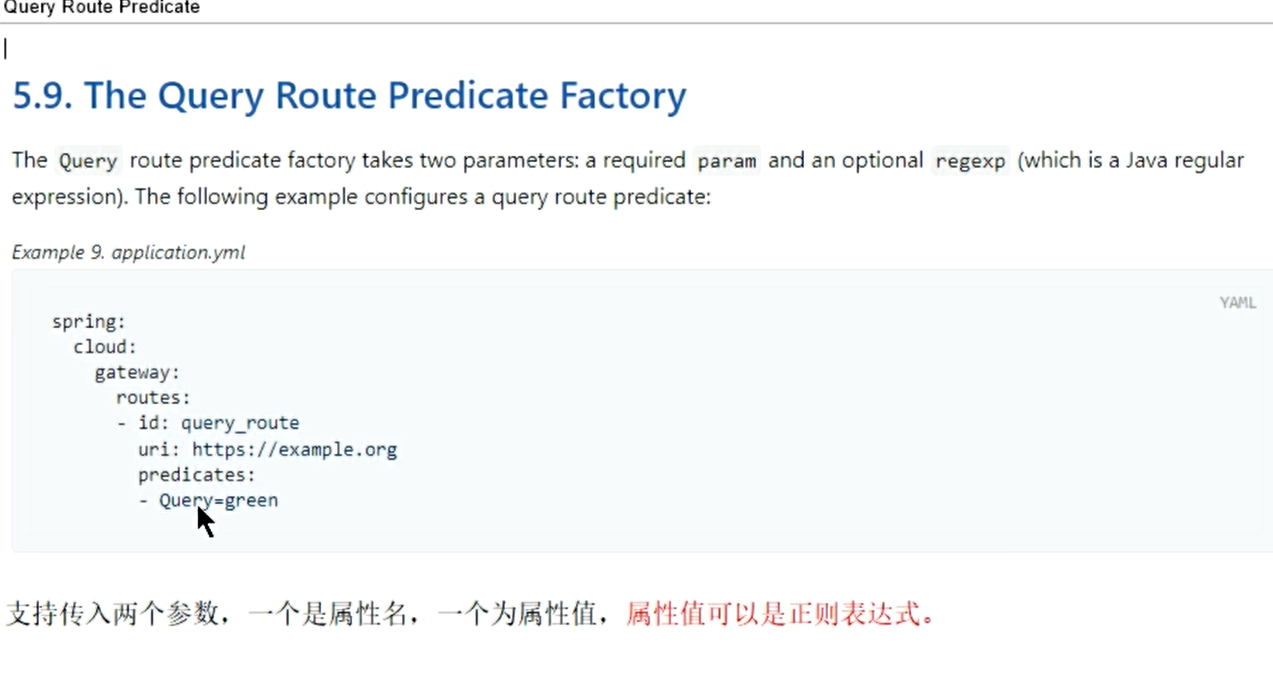 Query Route Predicate
5.9. The Query Route Predicate Factory
The Query route predicate factory takes two parameters: a required param and an optional regexp (which is a Java regular
expression). The following example configures a query route predicate:
Example 9. application.yml
YAML
spring:
  cloud:
    gateway:
      routes:
      - id: query_route
        uri: https://example.org
        predicates:
        - Query=green
支持传入两个参数，一个是属性名，一个为属性值，属性值可以是正则表达式。